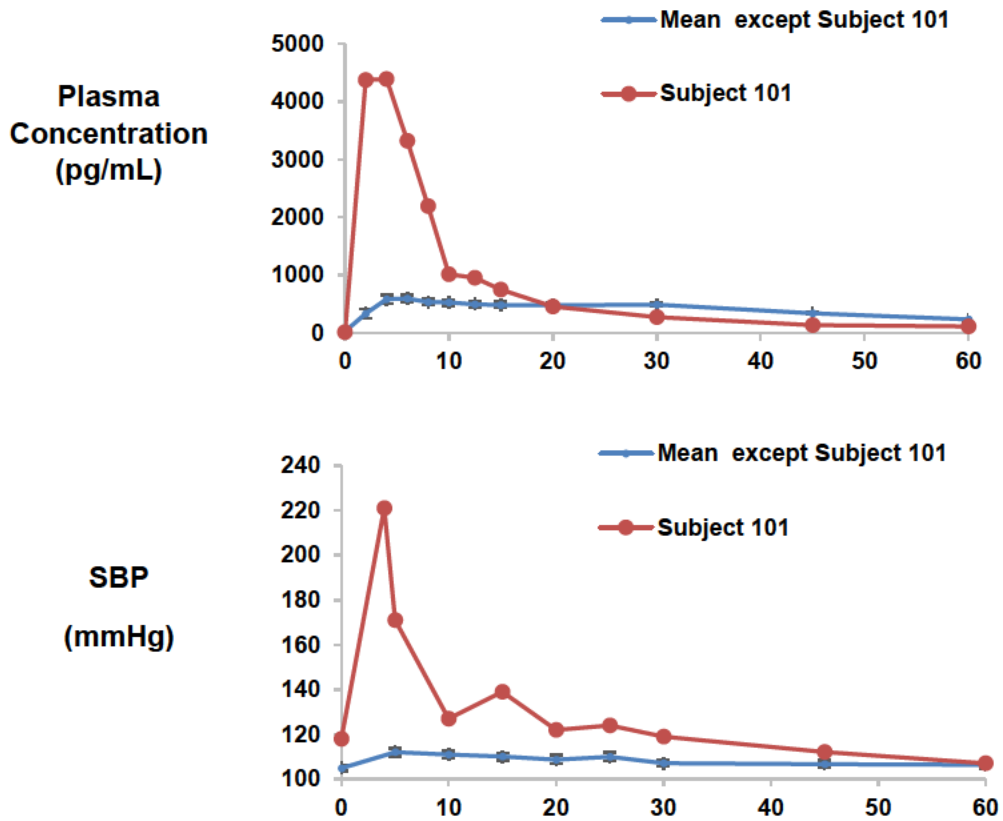 Mean  except Subject 101
Subject 101
Plasma
Concentration
(pg/mL)
5000
4000
3000
2000
1000
0
0 10 20 30 40 50 60
Mean  except Subject 101
Subject 101
SBP
(mmHg)
240
220
200
180
160
140
120
100
0 10 20 30 40 50 60